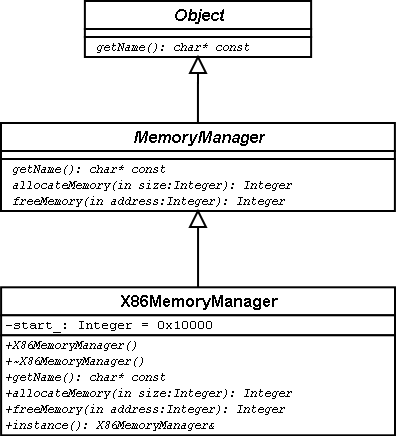 Object
getName(): char* const
MemoryManager
getName(): char* const
allocateMemory(in size:Integer): Integer
freeMemory(in address:Integer): Integer
X86MemoryManager
-start_: Integer = 0x10000
+X86MemoryManager()
+~X86MemoryManager()
+getName(): char* const
+allocateMemory(in size:Integer): Integer
+freeMemory(in address:Integer): Integer
+instance(): X86MemoryManager&